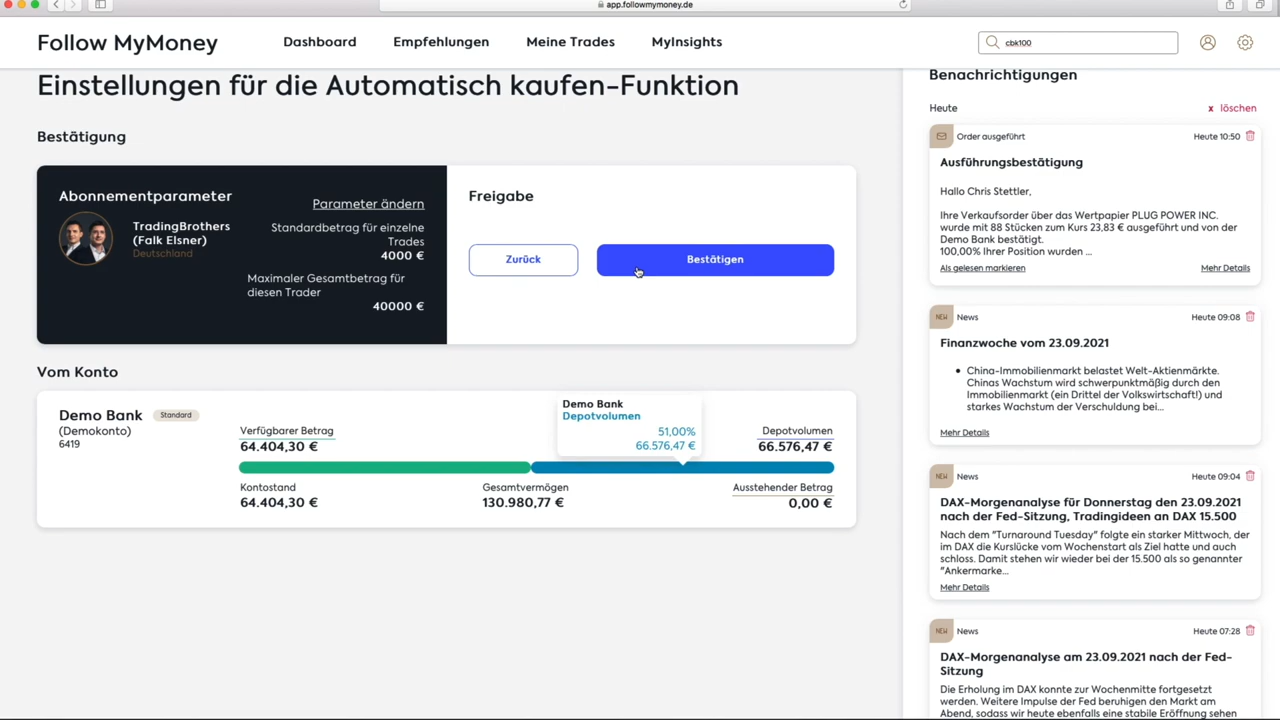 app.followmymoney.de
Follow MyMoney
Dashboard
Empfehlungen
Meine Trades
MyInsights
cbk100
Einstellungen für die Automatisch kaufen-Funktion
Bestätigung
Abonnementparameter
Parameter ändern
TradingBrothers
(Falk Elsner)
Deutschland
Standardbetrag für einzelne
Trades
4000 €
Maximaler Gesamtbetrag für
diesen Trader
40000 €
Freigabe
Zurück
Bestätigen
Vom Konto
Demo Bank
Standard
(Demokonto)
6419
Verfügbarer Betrag
64.404,30 €
Demo Bank
Depotvolumen
51,00%
66.576,47 €
Depotvolumen
66.576,47 €
Kontostand
64.404,30 €
Gesamtvermögen
130.980,77 €
Ausstehender Betrag
0,00 €
Benachrichtigungen
Heute
x löschen
Order ausgeführt
Heute 10:50
Ausführungsbestätigung
Hallo Chris Stettler,
Ihre Verkaufsorder über das Wertpapier PLUG POWER INC.
wurde mit 88 Stücken zum Kurs 23,83 € ausgeführt und von der
Demo Bank bestätigt.
100,00% Ihrer Position wurden ...
Als gelesen markieren
Mehr Details
NEW
News
Heute 09:08
Finanzwoche vom 23.09.2021
• China-Immobilienmarkt belastet Welt-Aktienmärkte.
Chinas Wachstum wird schwerpunktmäßig durch den
Immobilienmarkt (ein Drittel der Volkswirtschaft!) und
starkes Wachstum der Verschuldung bei...
Mehr Details
NEW
News
Heute 09:04
DAX-Morgenanalyse für Donnerstag den 23.09.2021
nach der Fed-Sitzung, Tradingideen an DAX 15.500
Nach dem "Turnaround Tuesday" folgte ein starker Mittwoch, der
im DAX die Kurslücke vom Wochenstart als Ziel hatte und auch
schloss. Damit stehen wir wieder bei der 15.500 als so genannter
"Ankermarke...
Mehr Details
NEW
News
Heute 07:28
DAX-Morgenanalyse am 23.09.2021 nach der Fed-
Sitzung
Die Erholung im DAX konnte zur Wochenmitte fortgesetzt
werden. Weitere Impulse der Fed beruhigen den Markt am
Abend, sodass wir heute ebenfalls eine stabile Eröffnung sehen